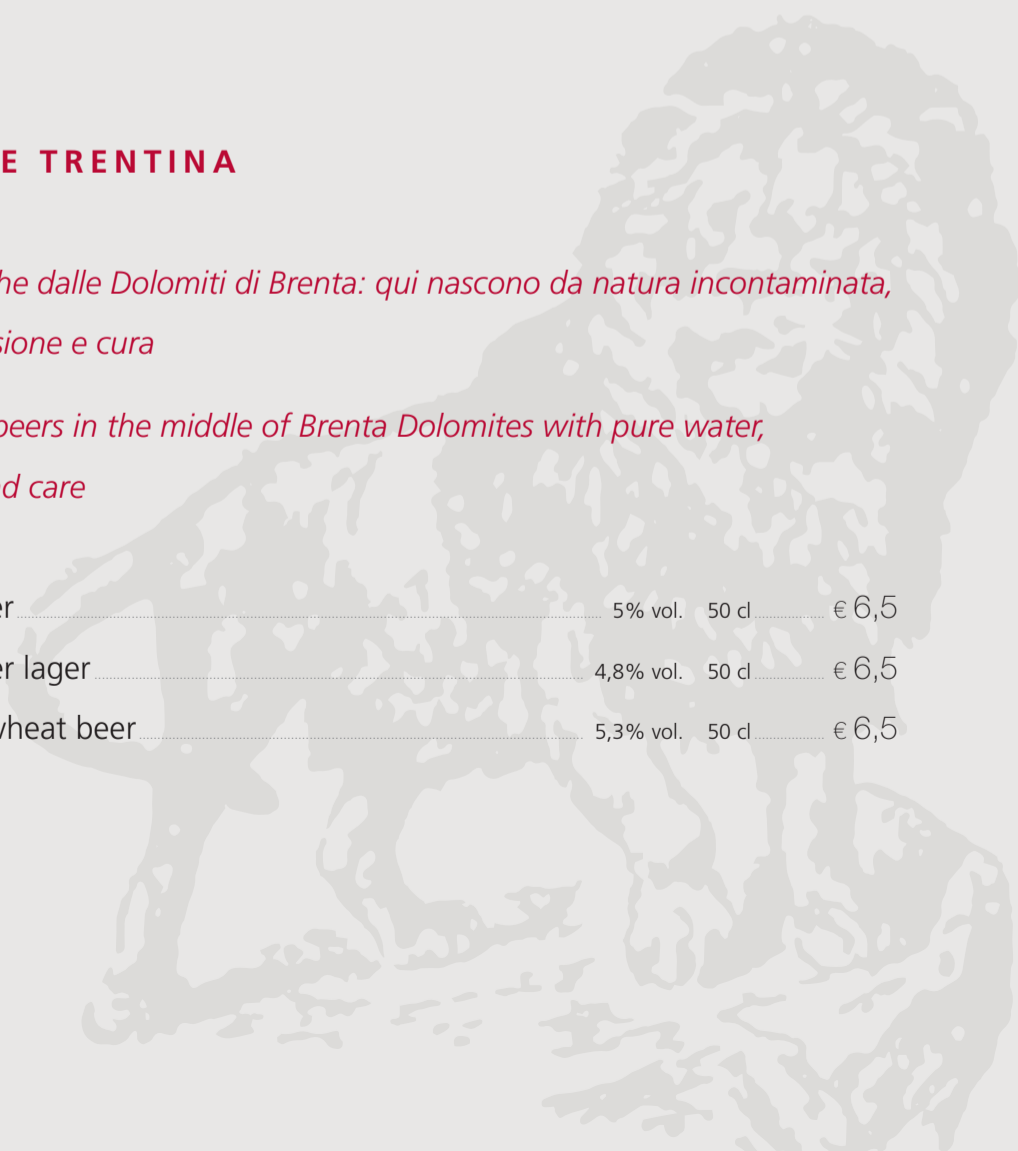 E TRENTINA
he dalle Dolomiti di Brenta: qui nascono da natura incontaminata,
sione e cura
beers in the middle of Brenta Dolomites with pure water,
d care
er 5% vol. 50 cl € 6,5
er lager 4,8% vol. 50 cl € 6,5
wheat beer 5,3% vol. 50 cl € 6,5